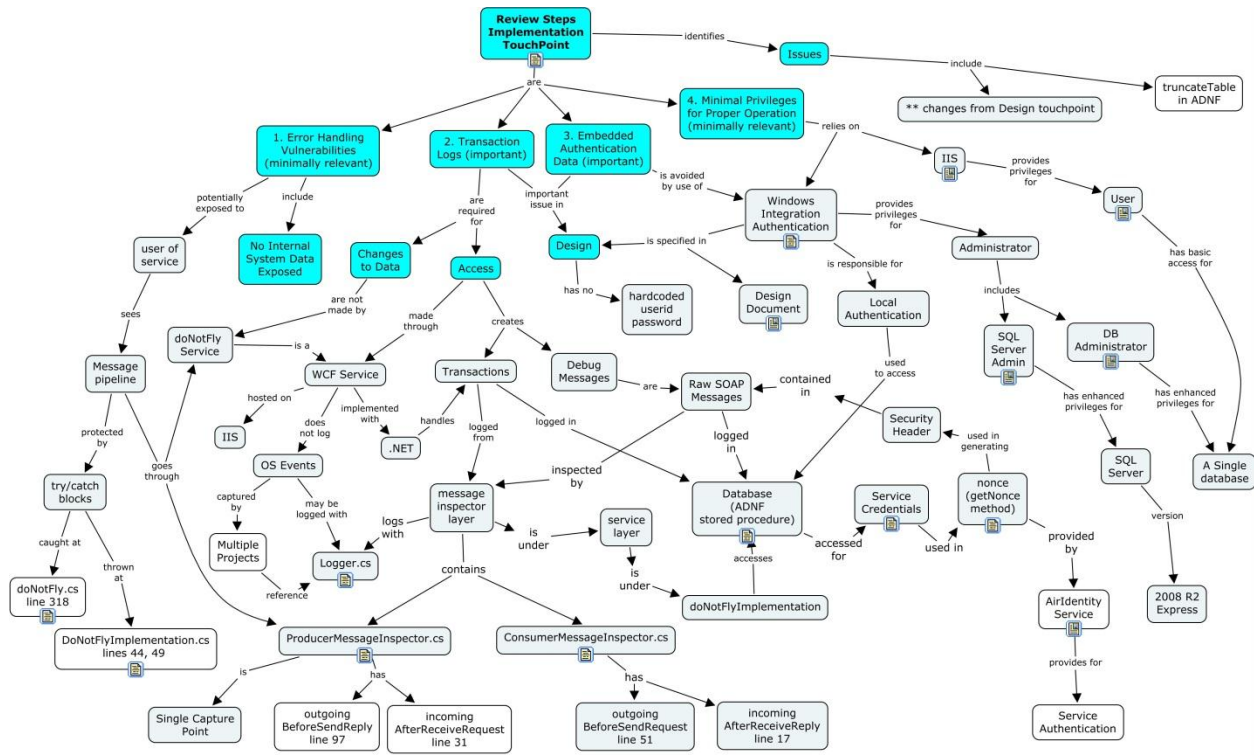 Review Steps
Implementation
TouchPoint
identifies
Issues
are
include
truncateTable
in ADNF
** changes from Design touchpoint
4. Minimal Privileges
for Proper Operation
(minimally relevant)
1. Error Handling
Vulnerabilities
(minimally relevant)
2. Transaction
Logs (important)
3. Embedded
Authentication
Data (important)
relies on
IIS
provides
privileges
for
User
potentially
exposed to
include
are
required
for
important
issue in
is avoided
by use of
Windows
Integration
Authentication
provides
privileges for
Administrator
has basic
access for
user of
service
No Internal
System Data
Exposed
Changes
to Data
Access
Design
is specified in
is responsible for
includes
has no
hardcoded
userid
password
Design
Document
Local
Authentication
sees
are not
made by
made
through
creates
doNotFly
Service
is a
WCF Service
Transactions
Debug
Messages
are
Raw SOAP
Messages
contained
in
used
to access
SQL
Server
Admin
DB
Administrator
Message
pipeline
hosted on
implemented
with
handles
does
not log
IIS
.NET
logged
from
logged in
logged
in
Security
Header
has enhanced
privileges for
has enhanced
privileges for
protected
by
goes
through
OS Events
inspected
by
used in
generating
SQL
Server
A Single
database
try/catch
blocks
captured
by
may be
logged with
message
inspector
layer
Database
(ADNF
stored procedure)
Service
Credentials
nonce
(getNonce
method)
version
caught at
thrown
at
Multiple
Projects
logs
with
is
under
service
layer
accessed
for
used in
provided
by
reference
Logger.cs
contains
is
under
accesses
doNotFly.cs
line 318
doNotFlyImplementation
AirIdentity
Service
2008 R2
Express
DoNotFlyImplementation.cs
lines 44, 49
ProducerMessageInspector.cs
ConsumerMessageInspector.cs
provides for
is
has
has
Single Capture
Point
outgoing
BeforeSendReply
line 97
incoming
AfterReceiveRequest
line 31
outgoing
BeforeSendRequest
line 51
incoming
AfterReceiveReply
line 17
Service
Authentication